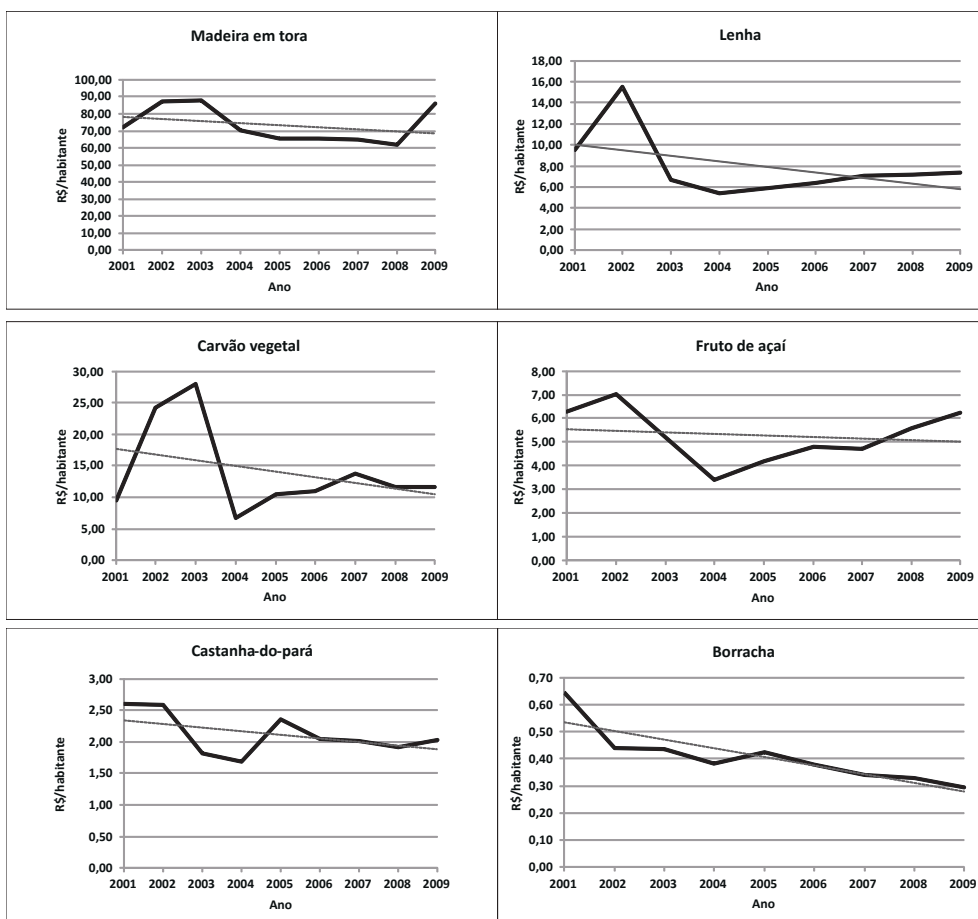 Madeira em tora
R$/habitante
100,00
90,00
80,00
70,00
60,00
50,00
40,00
30,00
20,00
10,00
0,00
2001 2002 2003 2004 2005 2006 2007 2008 2009
Ano
Lenha
R$/habitante
18,00
16,00
14,00
12,00
10,00
8,00
6,00
4,00
2,00
0,00
2001 2002 2003 2004 2005 2006 2007 2008 2009
Ano
Carvão vegetal
R$/habitante
30,00
25,00
20,00
15,00
10,00
5,00
0,00
2001 2002 2003 2004 2005 2006 2007 2008 2009
Ano
Fruto de açaí
R$/habitante
8,00
7,00
6,00
5,00
4,00
3,00
2,00
1,00
0,00
2001 2002 2003 2004 2005 2006 2007 2008 2009
Ano
Castanha-do-pará
R$/habitante
3,00
2,50
2,00
1,50
1,00
0,50
0,00
2001 2002 2003 2004 2005 2006 2007 2008 2009
Ano
Borracha
R$/habitante
0,70
0,60
0,50
0,40
0,30
0,20
0,10
0,00
2001 2002 2003 2004 2005 2006 2007 2008 2009
Ano